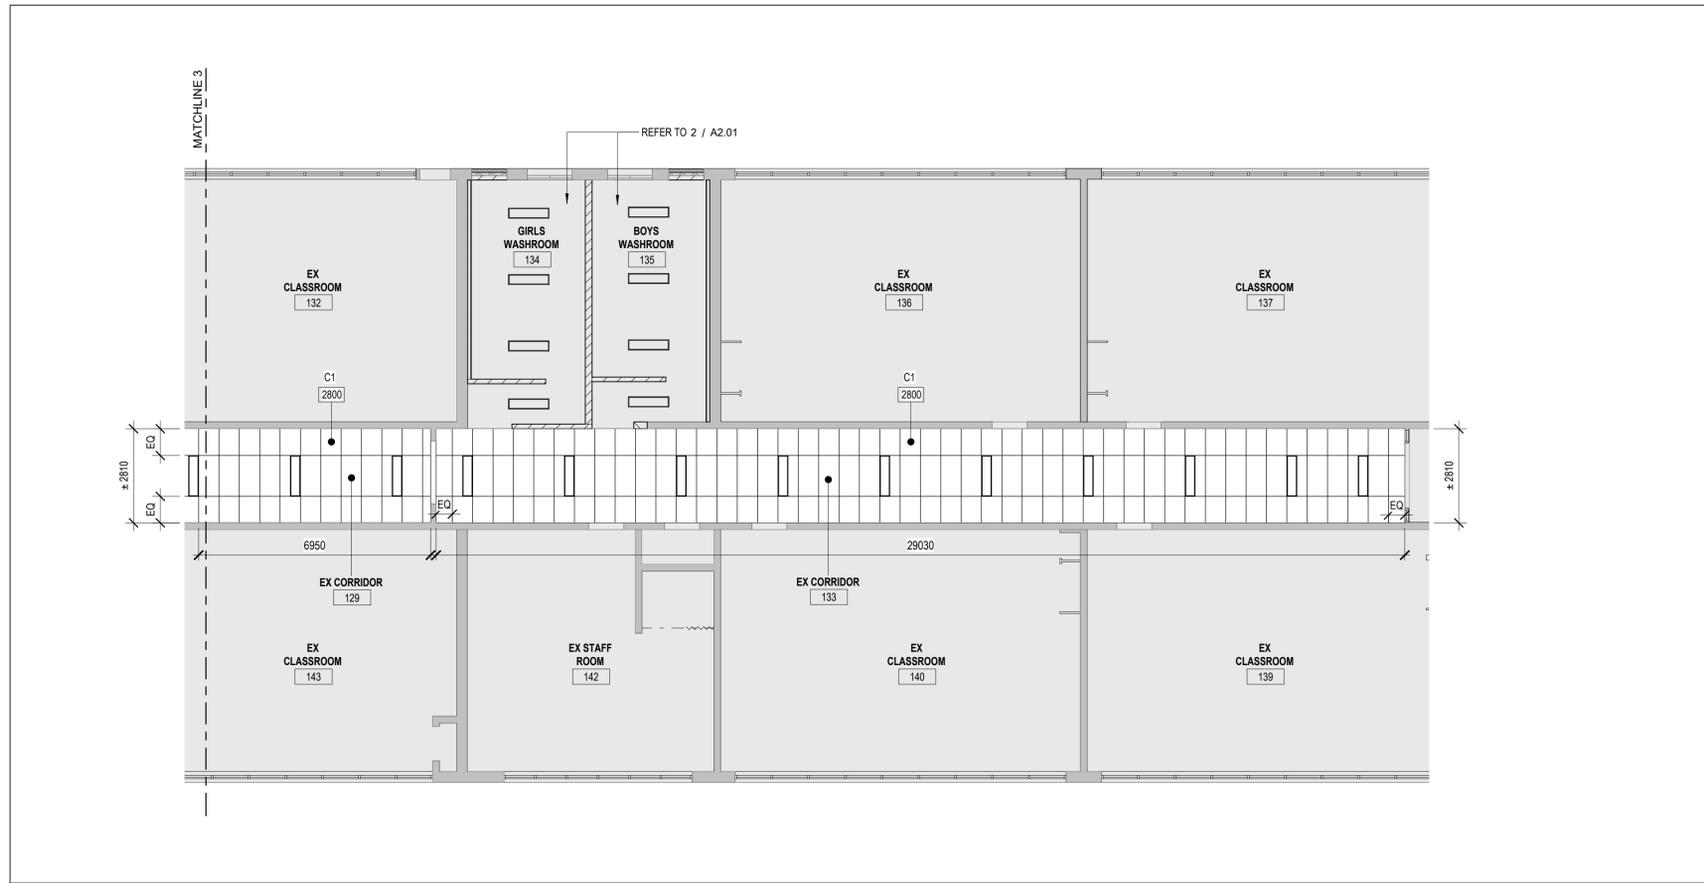 MATCHLINE 3
REFER TO 2 / A2.01
GIRLS
WASHROOM
134
BOYS
WASHROOM
135
EX
CLASSROOM
132
EX
CLASSROOM
136
EX
CLASSROOM
137
C1
2800
C1
2800
EQ
± 2810
EQ
EQ
EQ
± 2810
6950
29030
EX CORRIDOR
129
EX CORRIDOR
133
EX
CLASSROOM
143
EX STAFF
ROOM
142
EX
CLASSROOM
140
EX
CLASSROOM
139